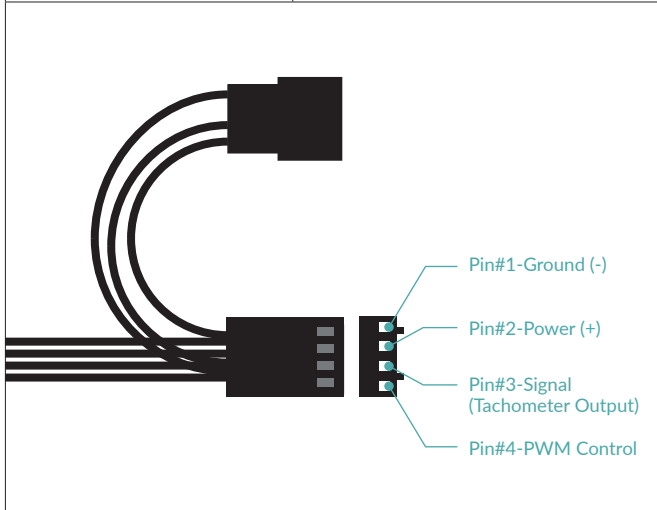 Pin#1-Ground (-)
Pin#2-Power (+)
Pin#3-Signal
(Tachometer Output)
Pin#4-PWM Control